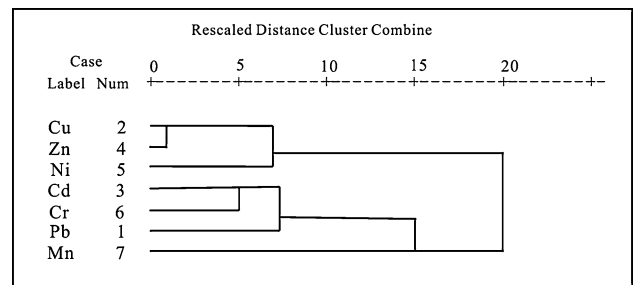 Rescaled Distance Cluster Combine
Case 0 5 10 15 20
Label Num
Cu 2
Zn 4
Ni 5
Cd 3
Cr 6
Pb 1
Mn 7